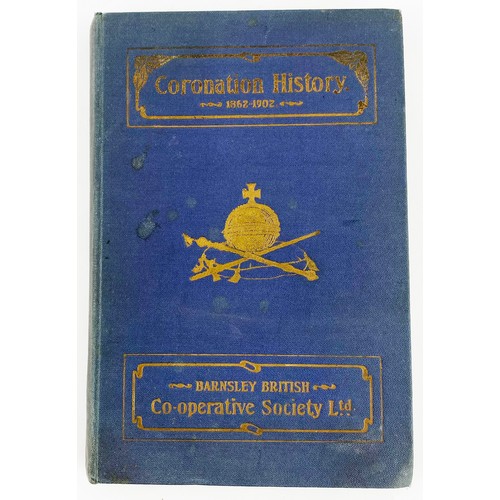 Coronation History.
1862-1902.
BARNSLEY BRITISH
Co-operative Society Ltd.